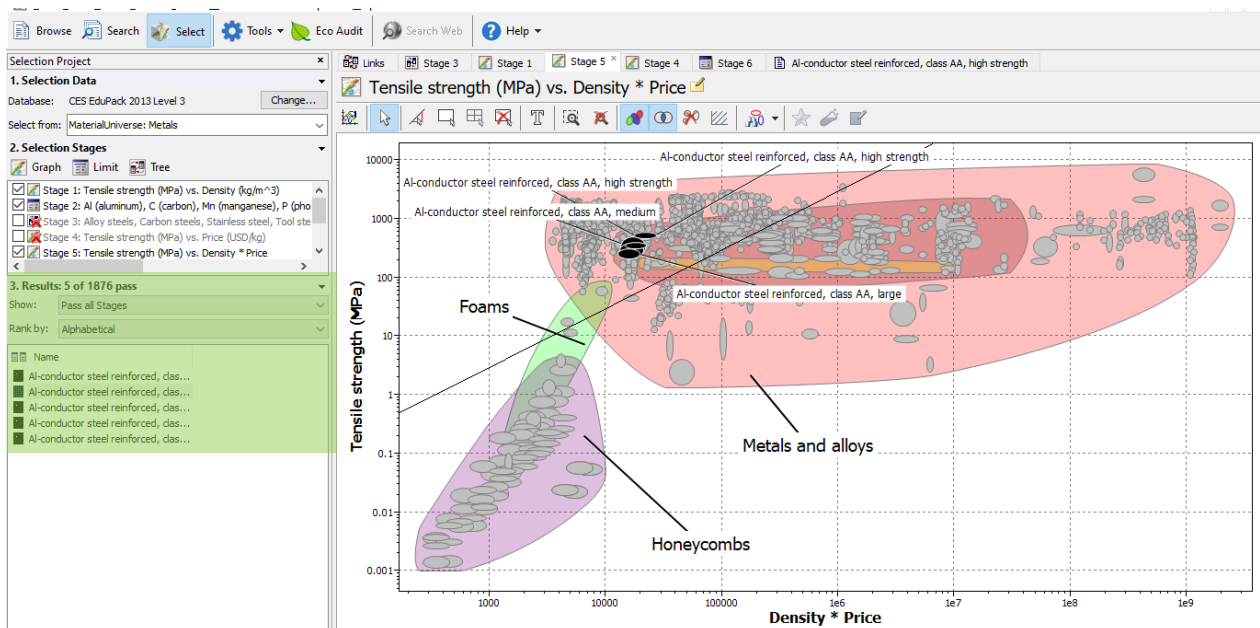 Browse Search Select Tools Eco Audit Search Web Help
Selection Project
1. Selection Data
Database: CES EduPack 2013 Level 3 Change...
Select from: MaterialUniverse: Metals
2. Selection Stages
Graph Limit Tree
Stage 1: Tensile strength (MPa) vs. Density (kg/m^3)
Stage 2: Al (aluminum), C (carbon), Mn (manganese), P (pho
Stage 3: Alloy steels, Carbon steels, Stainless steel, Tool ste
Stage 4: Tensile strength (MPa) vs. Price (USD/kg)
Stage 5: Tensile strength (MPa) vs. Density * Price
3. Results: 5 of 1876 pass
Show: Pass all Stages
Rank by: Alphabetical
Name
Al-conductor steel reinforced, clas...
Al-conductor steel reinforced, clas...
Al-conductor steel reinforced, clas...
Al-conductor steel reinforced, clas...
Al-conductor steel reinforced, clas...
Links Stage 3 Stage 1 Stage 5 Stage 4 Stage 6 Al-conductor steel reinforced, class AA, high strength
Tensile strength (MPa) vs. Density * Price
Al-conductor steel reinforced, class AA, high strength
Al-conductor steel reinforced, class AA, high strength
Al-conductor steel reinforced, class AA, medium
Al-conductor steel reinforced, class AA, large
Foams
Metals and alloys
Honeycombs
Tensile strength (MPa)
10000
1000
100
10
1
0.1
0.01
0.001
1000 10000 100000 1e6 1e7 1e8 1e9
Density * Price